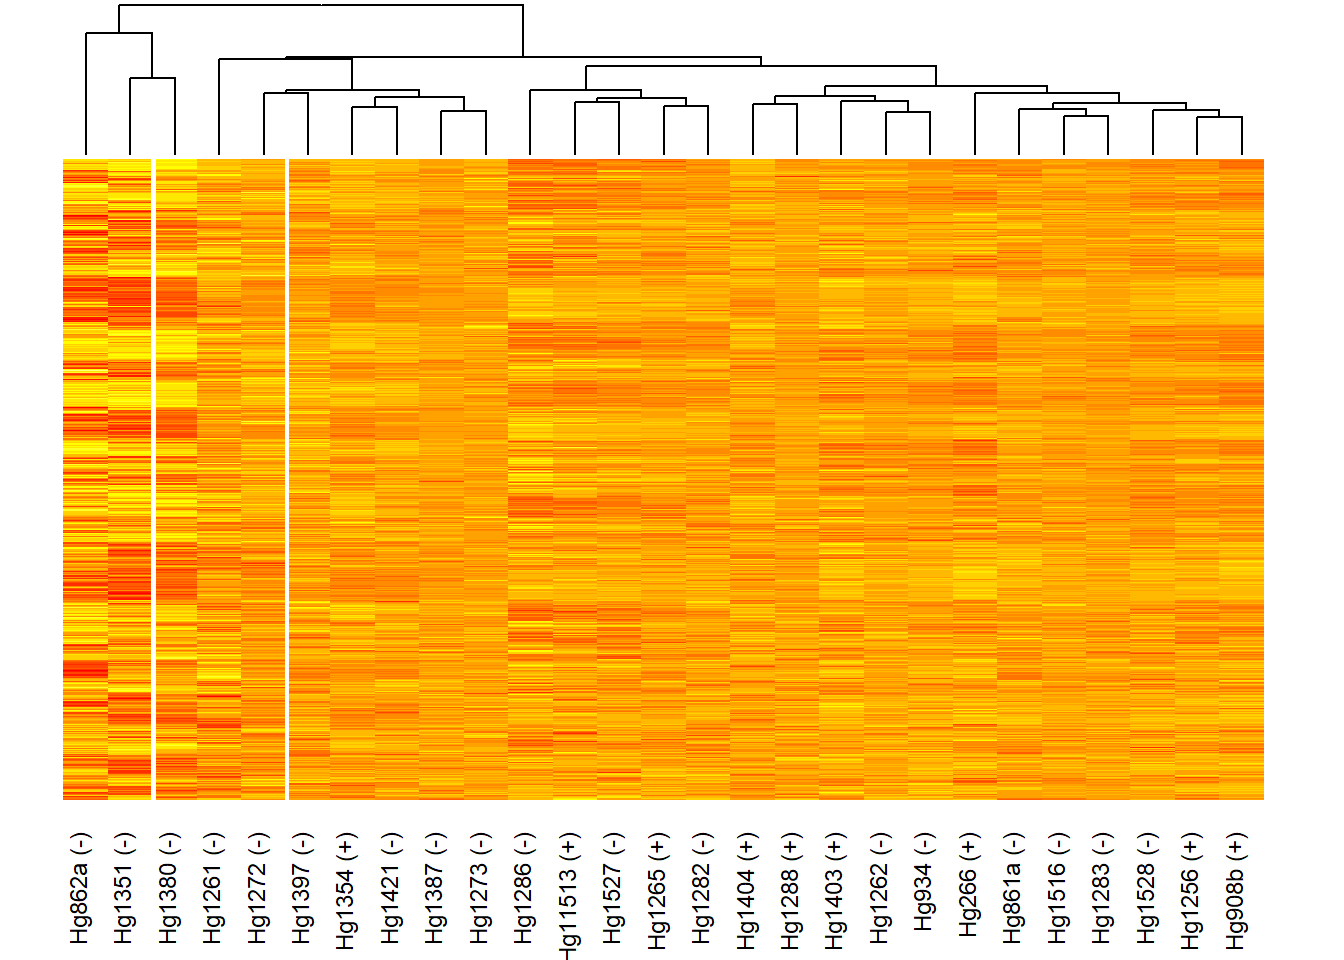 Hg862a (-)
Hg1351 (-)
Hg1380 (-)
Hg1261 (-)
Hg1272 (-)
Hg1397 (-)
Hg1354 (+)
Hg1421 (-)
Hg1387 (-)
Hg1273 (-)
Hg1286 (-)
Hg11513 (+)
Hg1527 (-)
Hg1265 (+)
Hg1282 (-)
Hg1404 (+)
Hg1288 (+)
Hg1403 (+)
Hg1262 (-)
Hg934 (-)
Hg266 (+)
Hg861a (-)
Hg1516 (-)
Hg1283 (-)
Hg1528 (-)
Hg1256 (+)
Hg908b (+)